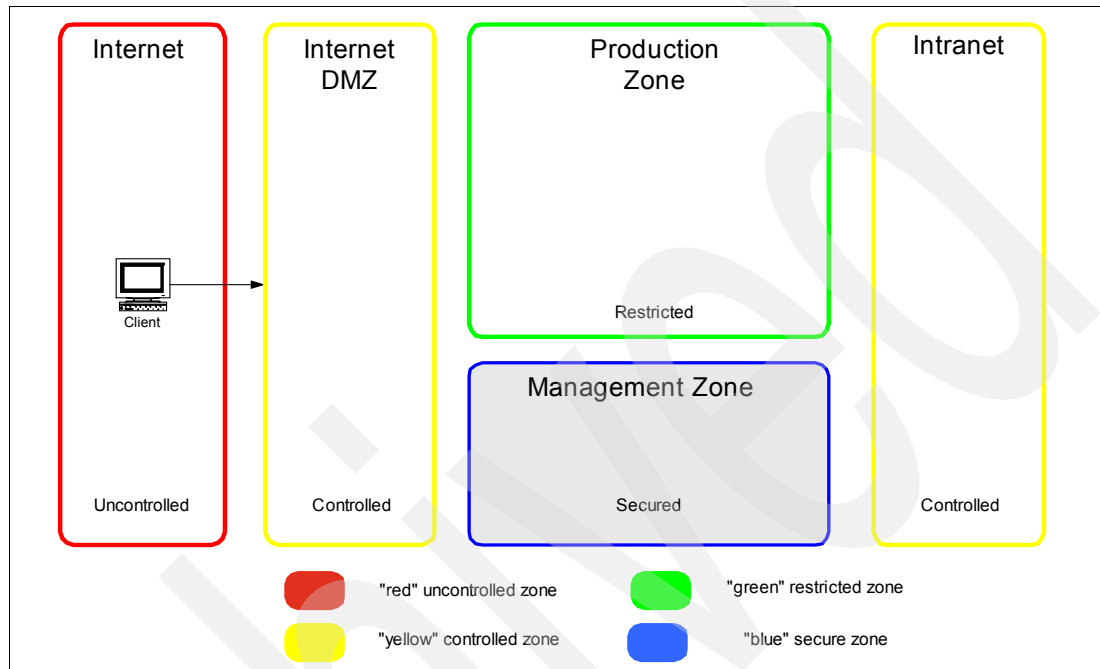 Internet
Internet
DMZ
Production
Zone
Intranet
Client
Restricted
Management Zone
Uncontrolled
Controlled
Secured
Controlled
"red" uncontrolled zone
"green" restricted zone
"yellow" controlled zone
"blue" secure zone